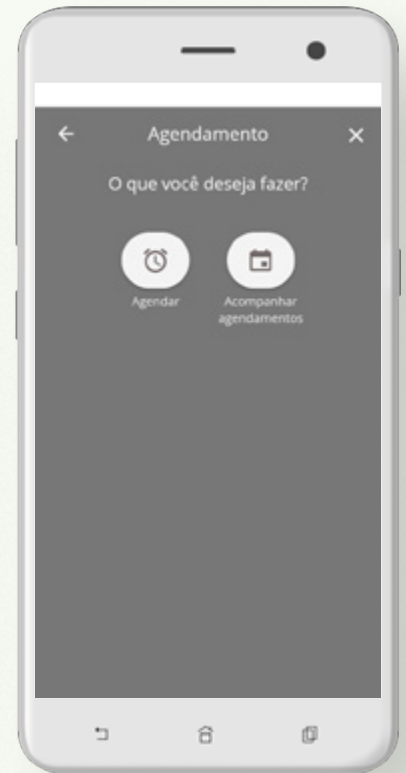 Agendamento
O que você deseja fazer?
Agendar
Acompanhar
agendamentos